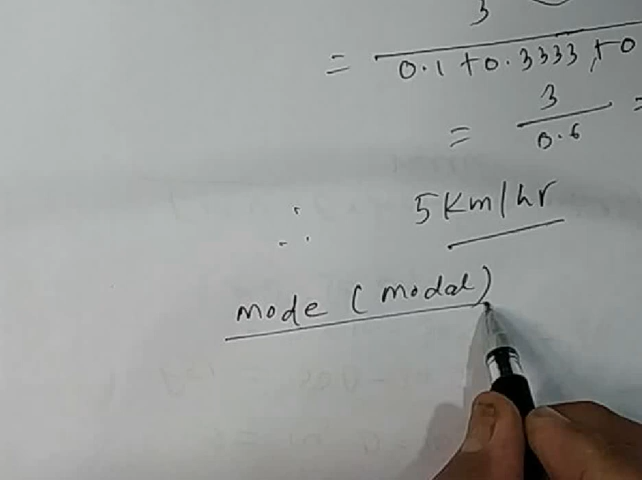 3
= 0.1 + 0.3333 + 0
= 3 / 0.6 =
∴ 5 Km/hr
mode (modal)